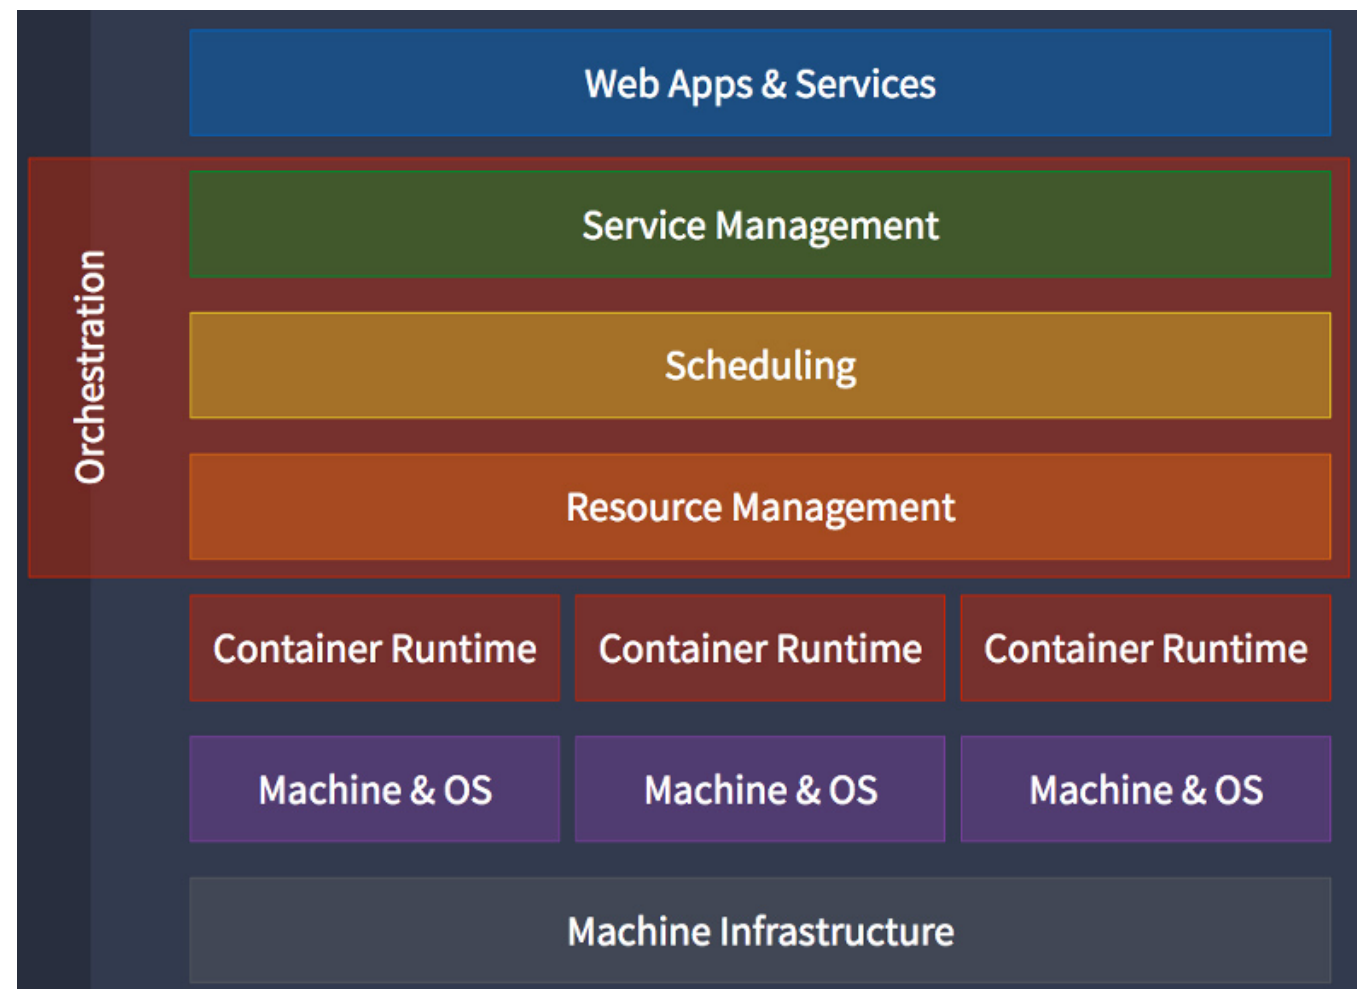 Web Apps & Services
Orchestration
Service Management
Scheduling
Resource Management
Container Runtime
Container Runtime
Container Runtime
Machine & OS
Machine & OS
Machine & OS
Machine Infrastructure